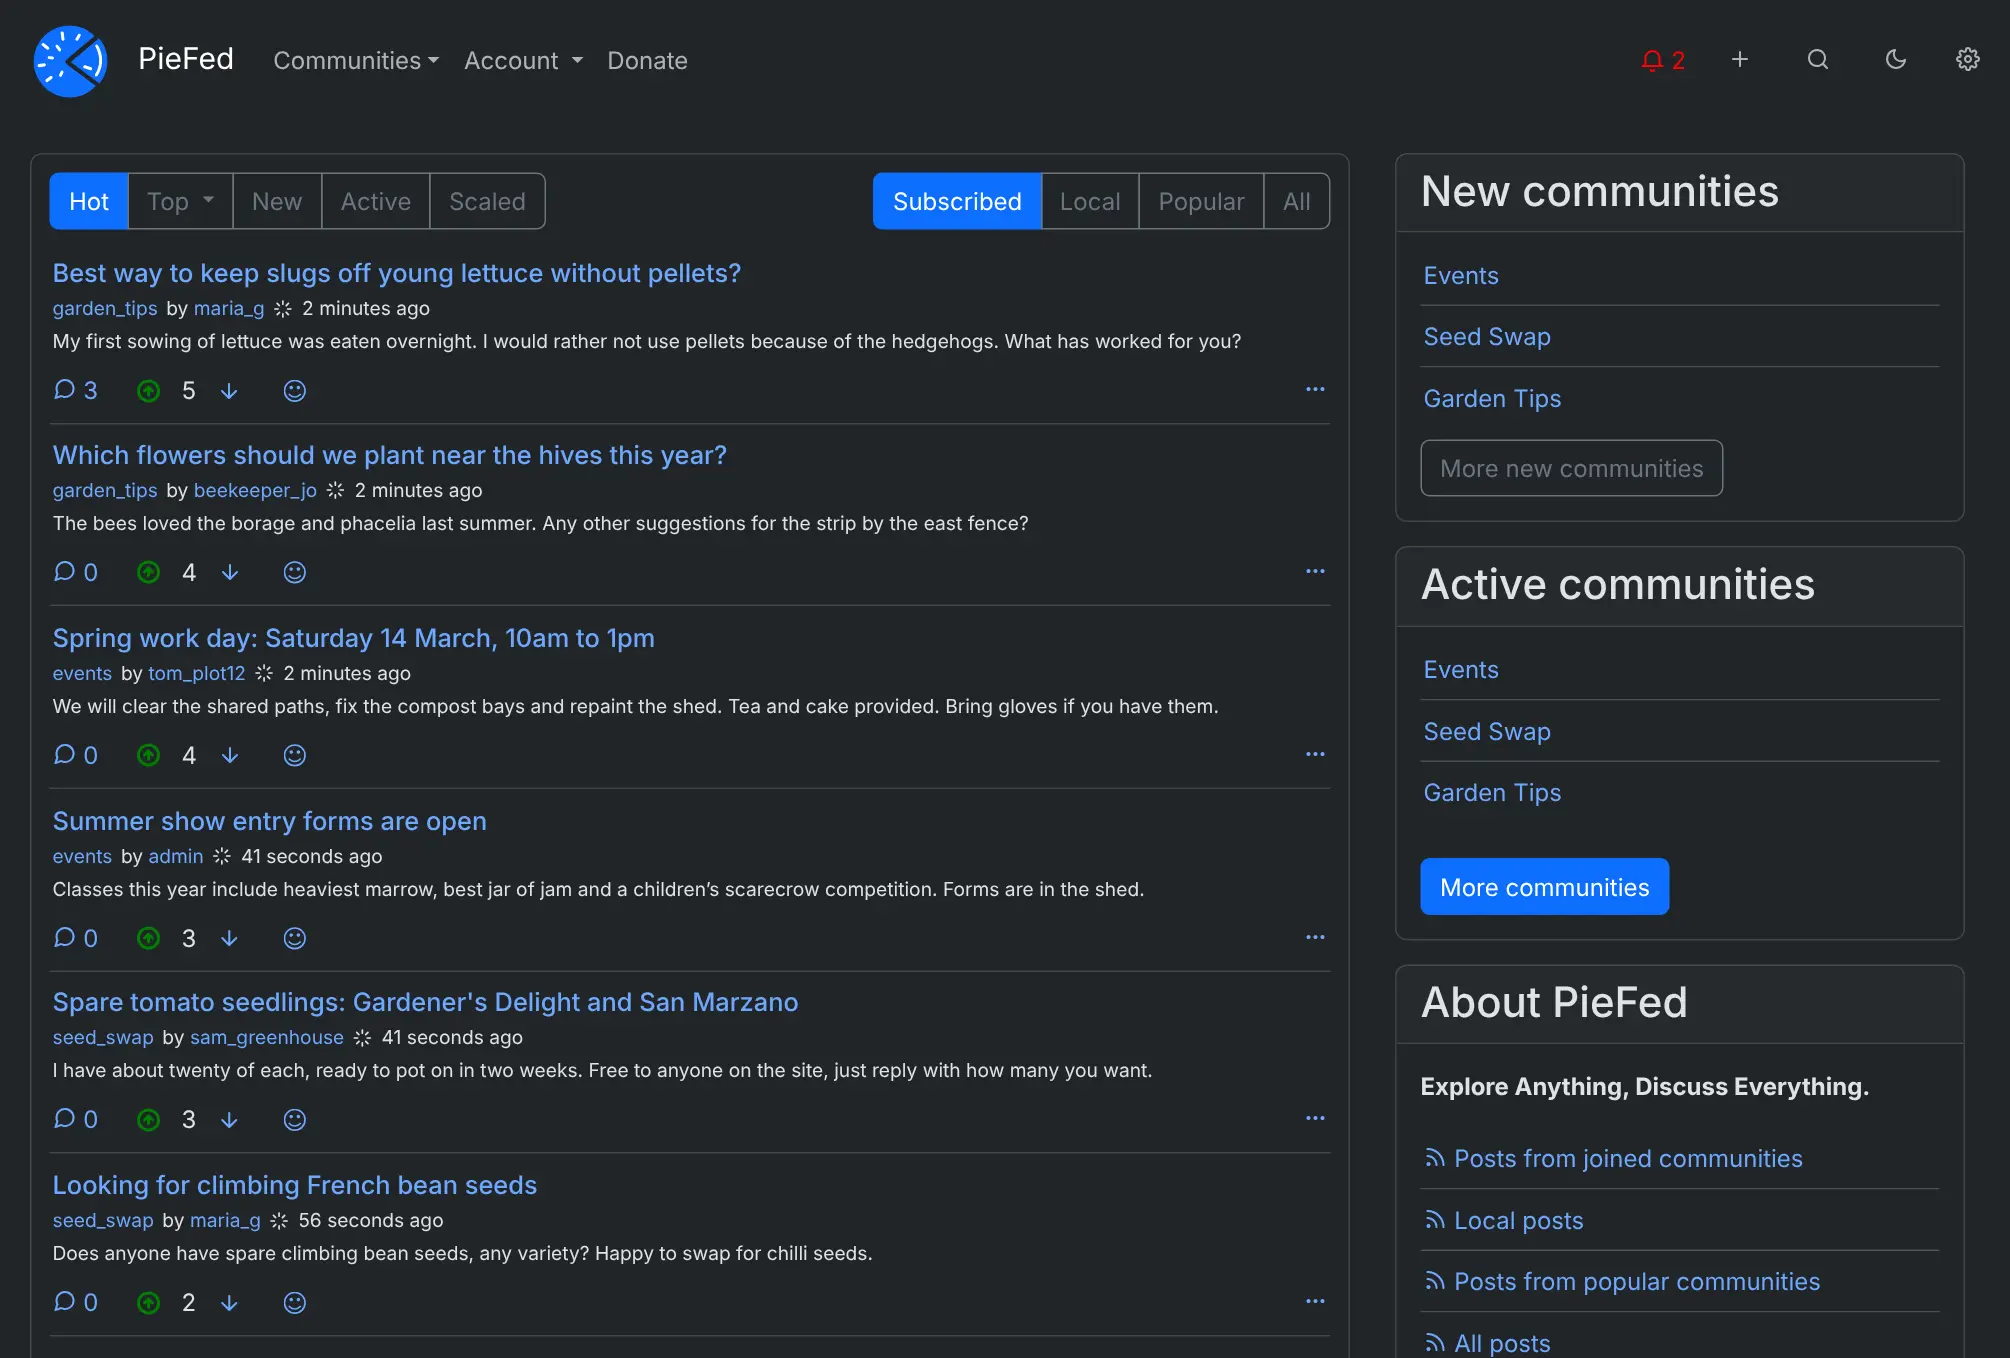 PieFed Communities Account Donate 2
Hot Top New Active Scaled Subscribed Local Popular All
Best way to keep slugs off young lettuce without pellets?
garden_tips by maria_g 2 minutes ago
My first sowing of lettuce was eaten overnight. I would rather not use pellets because of the hedgehogs. What has worked for you?
3 5
Which flowers should we plant near the hives this year?
garden_tips by beekeeper_jo 2 minutes ago
The bees loved the borage and phacelia last summer. Any other suggestions for the strip by the east fence?
0 4
Spring work day: Saturday 14 March, 10am to 1pm
events by tom_plot12 2 minutes ago
We will clear the shared paths, fix the compost bays and repaint the shed. Tea and cake provided. Bring gloves if you have them.
0 4
Summer show entry forms are open
events by admin 41 seconds ago
Classes this year include heaviest marrow, best jar of jam and a children’s scarecrow competition. Forms are in the shed.
0 3
Spare tomato seedlings: Gardener's Delight and San Marzano
seed_swap by sam_greenhouse 41 seconds ago
I have about twenty of each, ready to pot on in two weeks. Free to anyone on the site, just reply with how many you want.
0 3
Looking for climbing French bean seeds
seed_swap by maria_g 56 seconds ago
Does anyone have spare climbing bean seeds, any variety? Happy to swap for chilli seeds.
0 2
New communities
Events
Seed Swap
Garden Tips
More new communities
Active communities
Events
Seed Swap
Garden Tips
More communities
About PieFed
Explore Anything, Discuss Everything.
Posts from joined communities
Local posts
Posts from popular communities
All posts